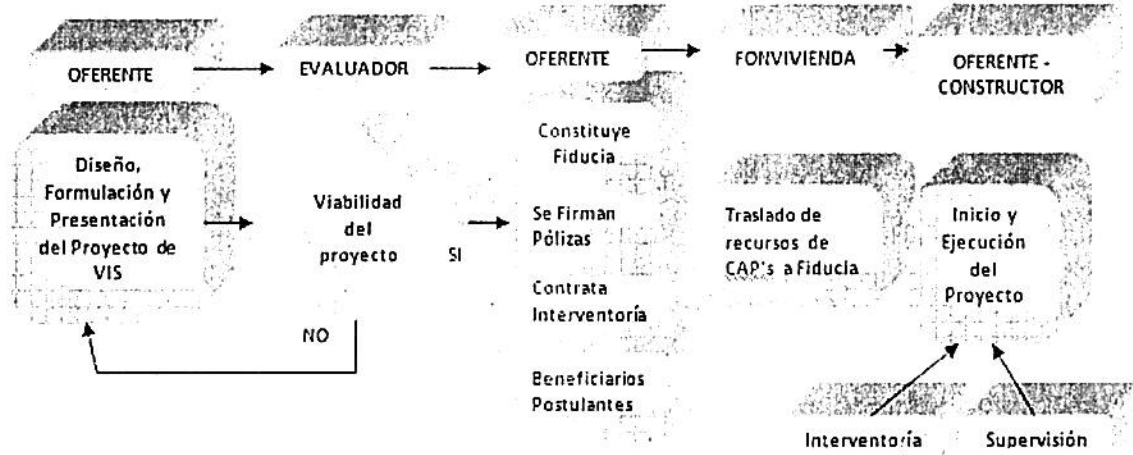 OFERENTE
EVALUADOR
OFERENTE
FONVIVIENDA
OFERENTE -
CONSTRUCTOR
Diseño,
Formulación y
Presentación
del Proyecto de
VIS
Viabilidad
del
proyecto
SI
NO
Constituye
Fiducia
Se Firman
Pólizas
Contrata
Interventoría
Beneficiarios
Postulantes
Traslado de
recursos de
CAP's a Fiducia
Inicio y
Ejecución
del
Proyecto
Interventoría
Supervisión